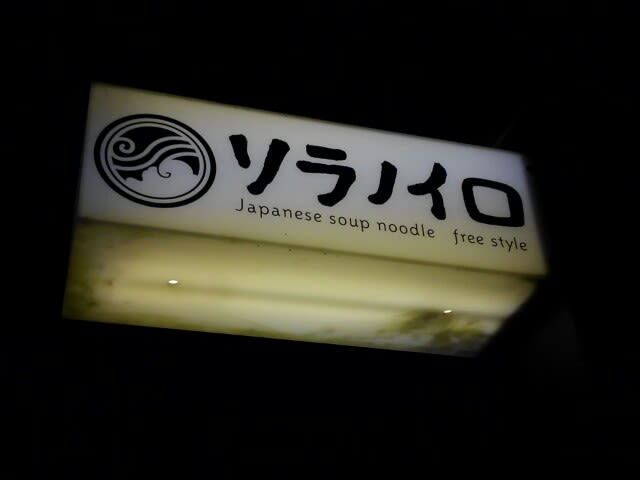 ソラノイロ
Japanese soup noodle free style